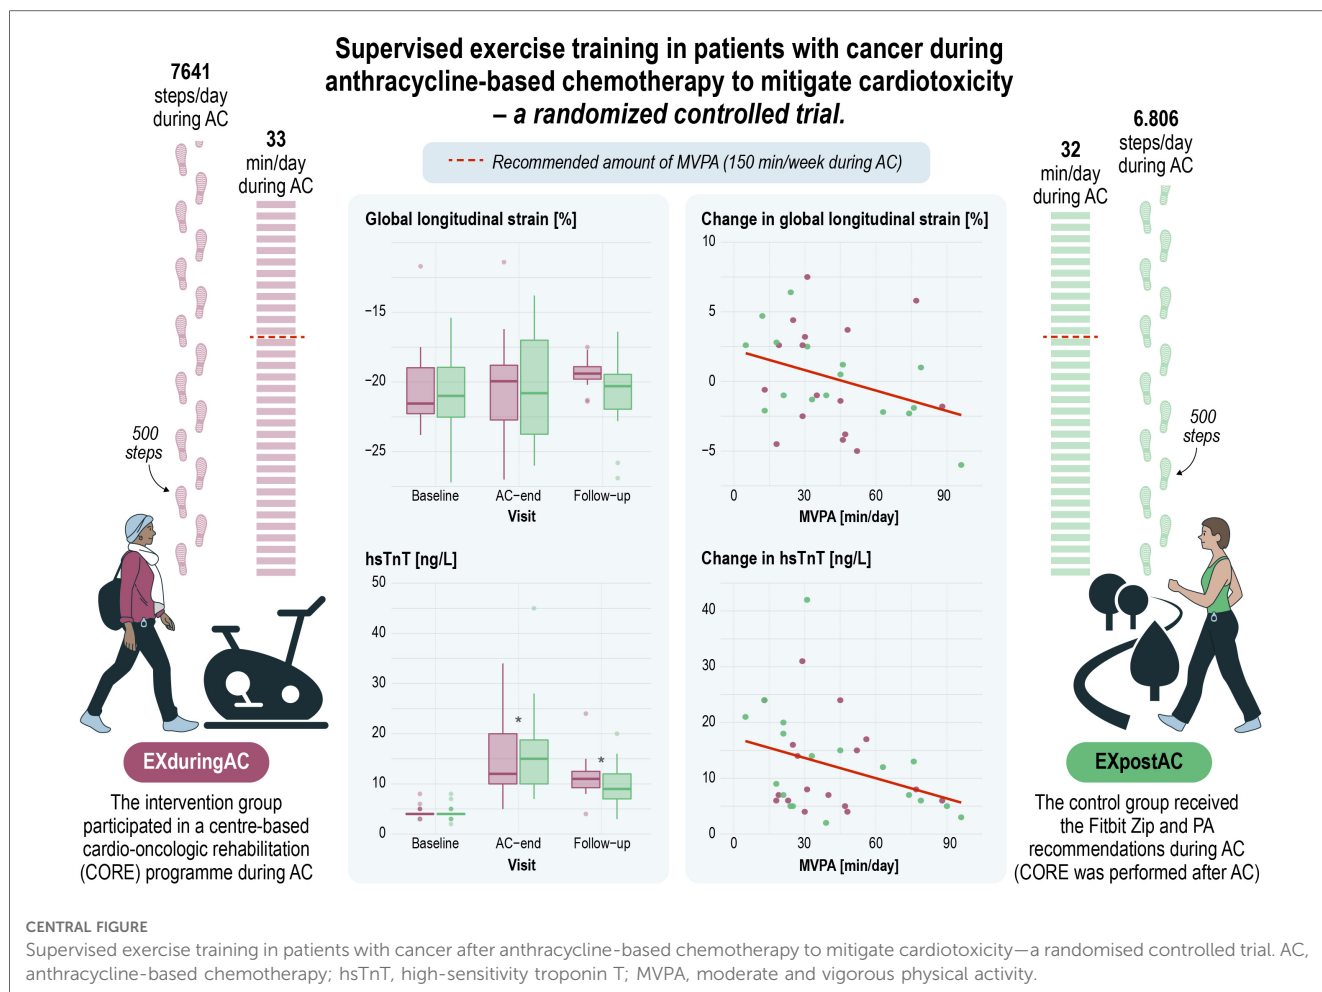 Supervised exercise training in patients with cancer during
anthracycline-based chemotherapy to mitigate cardiotoxicity
– a randomized controlled trial.
7641
steps/day
during AC
33
min/day
during AC
500
steps
EXduringAC
The intervention group
participated in a centre-based
cardio-oncologic rehabilitation
(CORE) programme during AC
Recommended amount of MVPA (150 min/week during AC)
Global longitudinal strain [%]
−15
−20
−25
Baseline AC−end Follow−up
Visit
Change in global longitudinal strain [%]
10
5
0
−5
0 30 60 90
MVPA [min/day]
hsTnT [ng/L]
50
40
30
20
10
0
*
*
Baseline AC−end Follow−up
Visit
Change in hsTnT [ng/L]
40
30
20
10
0
0 30 60 90
MVPA [min/day]
32
min/day
during AC
6.806
steps/day
during AC
500
steps
EXpostAC
The control group received
the Fitbit Zip and PA
recommendations during AC
(CORE was performed after AC)
CENTRAL FIGURE
Supervised exercise training in patients with cancer after anthracycline-based chemotherapy to mitigate cardiotoxicity—a randomised controlled trial. AC,
anthracycline-based chemotherapy; hsTnT, high-sensitivity troponin T; MVPA, moderate and vigorous physical activity.